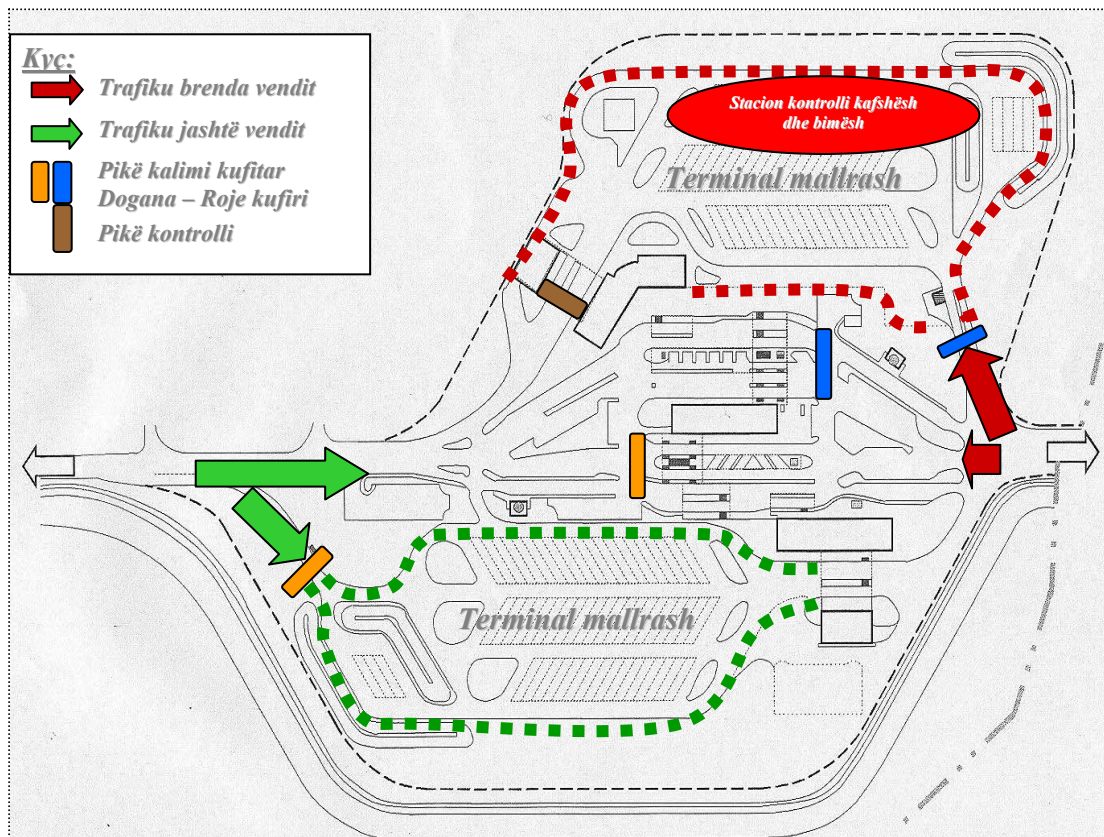 Kyç:
Trafiku brenda vendit
Trafiku jashtë vendit
Pikë kalimi kufitar
Dogana – Roje kufiri
Pikë kontrolli
Stacion kontrolli kafshësh
dhe bimësh
Terminal mallrash
Terminal mallrash